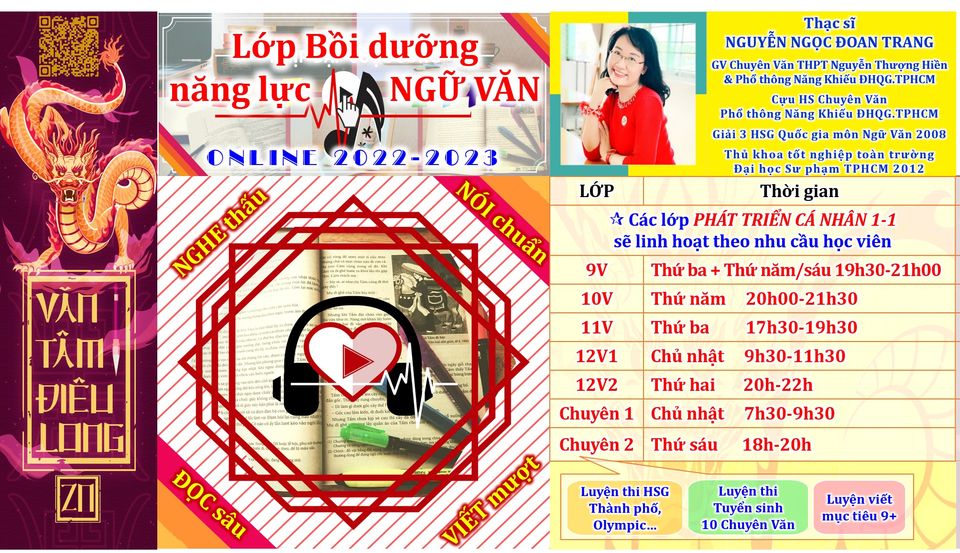 VĂN
TÂM
ĐIÊU
LONG
ZN
Lớp Bồi dưỡng
năng lực NGỮ VĂN
ONLINE 2022-2023
NGHE thấu
NÓI chuẩn
ĐỌC sâu
VIẾT mượt
Thạc sĩ
NGUYỄN NGỌC ĐOAN TRANG
GV Chuyên Văn THPT Nguyễn Thượng Hiền
& Phổ thông Năng Khiếu ĐHQG.TPHCM
Cựu HS Chuyên Văn
Phổ thông Năng Khiếu ĐHQG.TPHCM
Giải 3 HSG Quốc gia môn Ngữ Văn 2008
Thủ khoa tốt nghiệp toàn trường
Đại học Sư phạm TPHCM 2012
LỚP Thời gian
☆ Các lớp PHÁT TRIỂN CÁ NHÂN 1-1
sẽ linh hoạt theo nhu cầu học viên
9V Thứ ba + Thứ năm/sáu 19h30-21h00
10V Thứ năm 20h00-21h30
11V Thứ ba 17h30-19h30
12V1 Chủ nhật 9h30-11h30
12V2 Thứ hai 20h-22h
Chuyên 1 Chủ nhật 7h30-9h30
Chuyên 2 Thứ sáu 18h-20h
Luyện thi HSG
Thành phố,
Olympic...
Luyện thi
Tuyển sinh
10 Chuyên Văn
Luyện viết
mục tiêu 9+